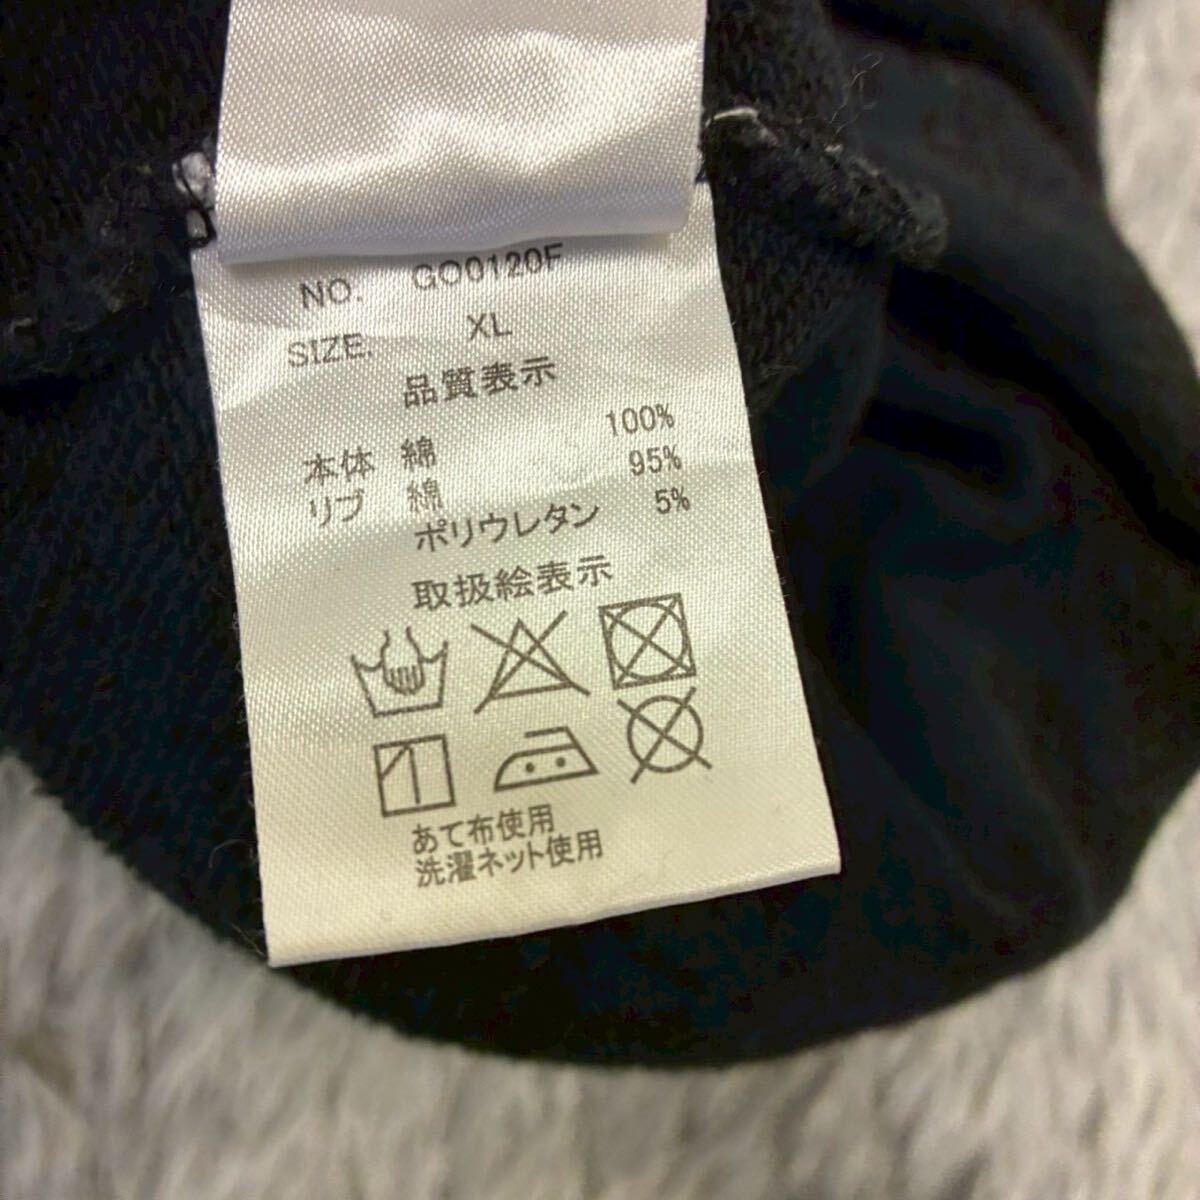 NO. GO0120F
SIZE. XL
品質表示
本体 綿 100%
リブ 綿 95%
ポリウレタン 5%
取扱絵表示
あて布使用
洗濯ネット使用